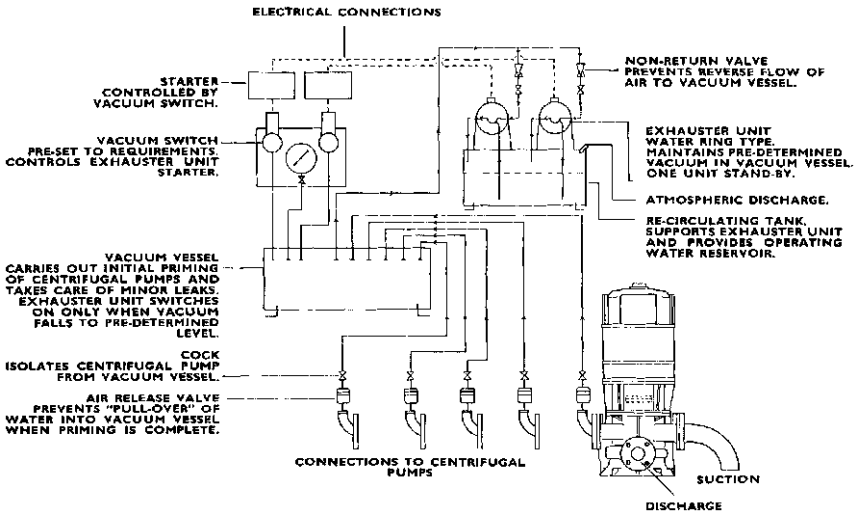 ELECTRICAL CONNECTIONS
STARTER
CONTROLLED BY
VACUUM SWITCH.
VACUUM SWITCH
PRE-SET TO REQUIREMENTS.
CONTROLS EXHAUSTER UNIT
STARTER.
VACUUM VESSEL
CARRIES OUT INITIAL PRIMING
OF CENTRIFUGAL PUMPS AND
TAKES CARE OF MINOR LEAKS.
EXHAUSTER UNIT SWITCHES
ON ONLY WHEN VACUUM
FALLS TO PRE-DETERMINED
LEVEL.
COCK
ISOLATES CENTRIFUGAL PUMP
FROM VACUUM VESSEL.
AIR RELEASE VALVE
PREVENTS "PULL-OVER" OF
WATER INTO VACUUM VESSEL
WHEN PRIMING IS COMPLETE.
NON-RETURN VALVE
PREVENTS REVERSE FLOW OF
AIR TO VACUUM VESSEL.
EXHAUSTER UNIT
WATER RING TYPE.
MAINTAINS PRE-DETERMINED
VACUUM IN VACUUM VESSEL.
ONE UNIT STAND-BY.
ATMOSPHERIC DISCHARGE.
RE-CIRCULATING TANK.
SUPPORTS EXHAUSTER UNIT
AND PROVIDES OPERATING
WATER RESERVOIR.
CONNECTIONS TO CENTRIFUGAL
PUMPS
SUCTION
DISCHARGE